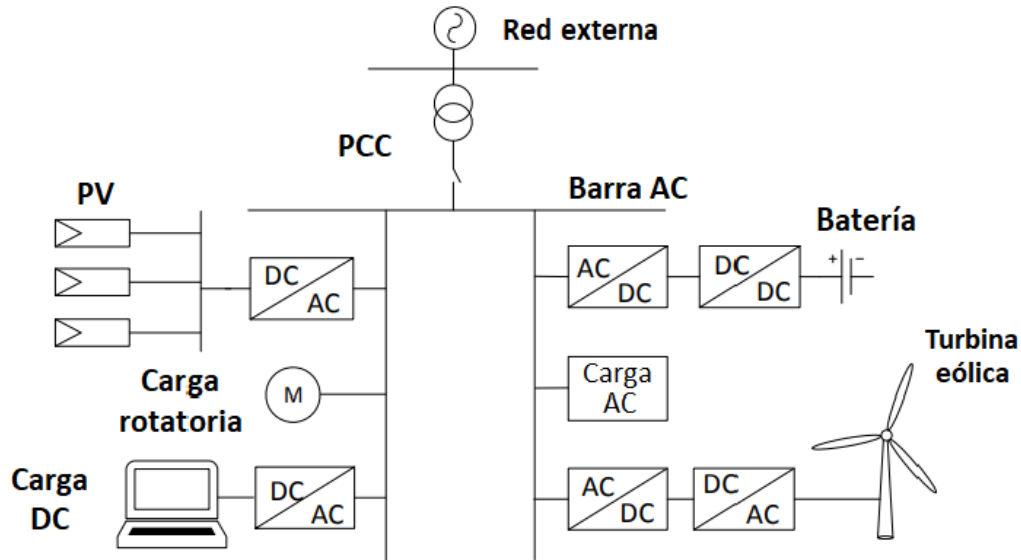 Red externa
PCC
PV
Barra AC
Batería
DC
AC
AC
DC
DC
DC
+
−
Turbina
eólica
Carga
rotatoria
M
Carga
AC
Carga
DC
DC
AC
AC
DC
DC
AC